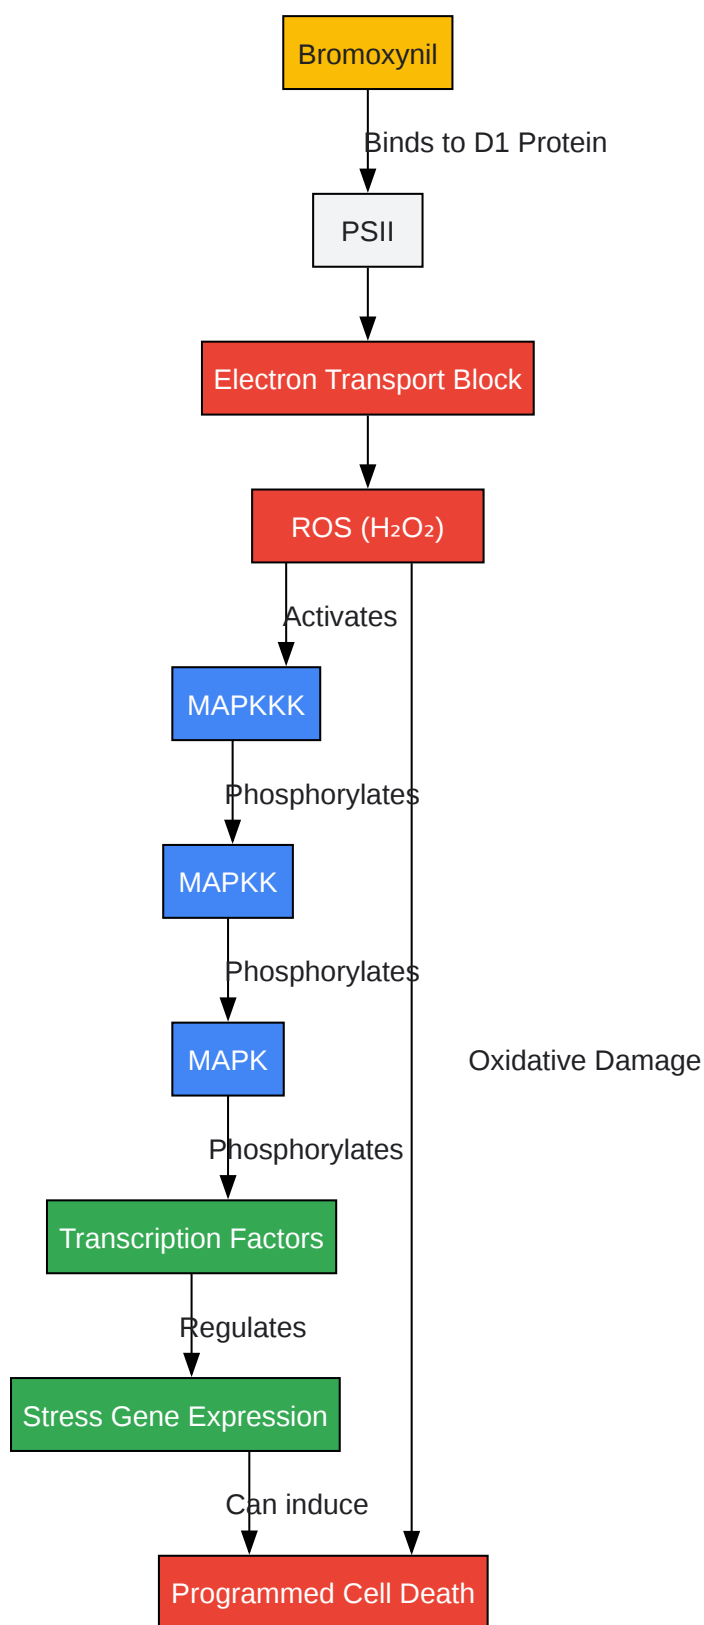 Bromoxynil
Binds to D1 Protein
PSII
Electron Transport Block
ROS (H₂O₂)
Activates
MAPKKK
Phosphorylates
MAPKK
Phosphorylates
MAPK
Oxidative Damage
Phosphorylates
Transcription Factors
Regulates
Stress Gene Expression
Can induce
Programmed Cell Death